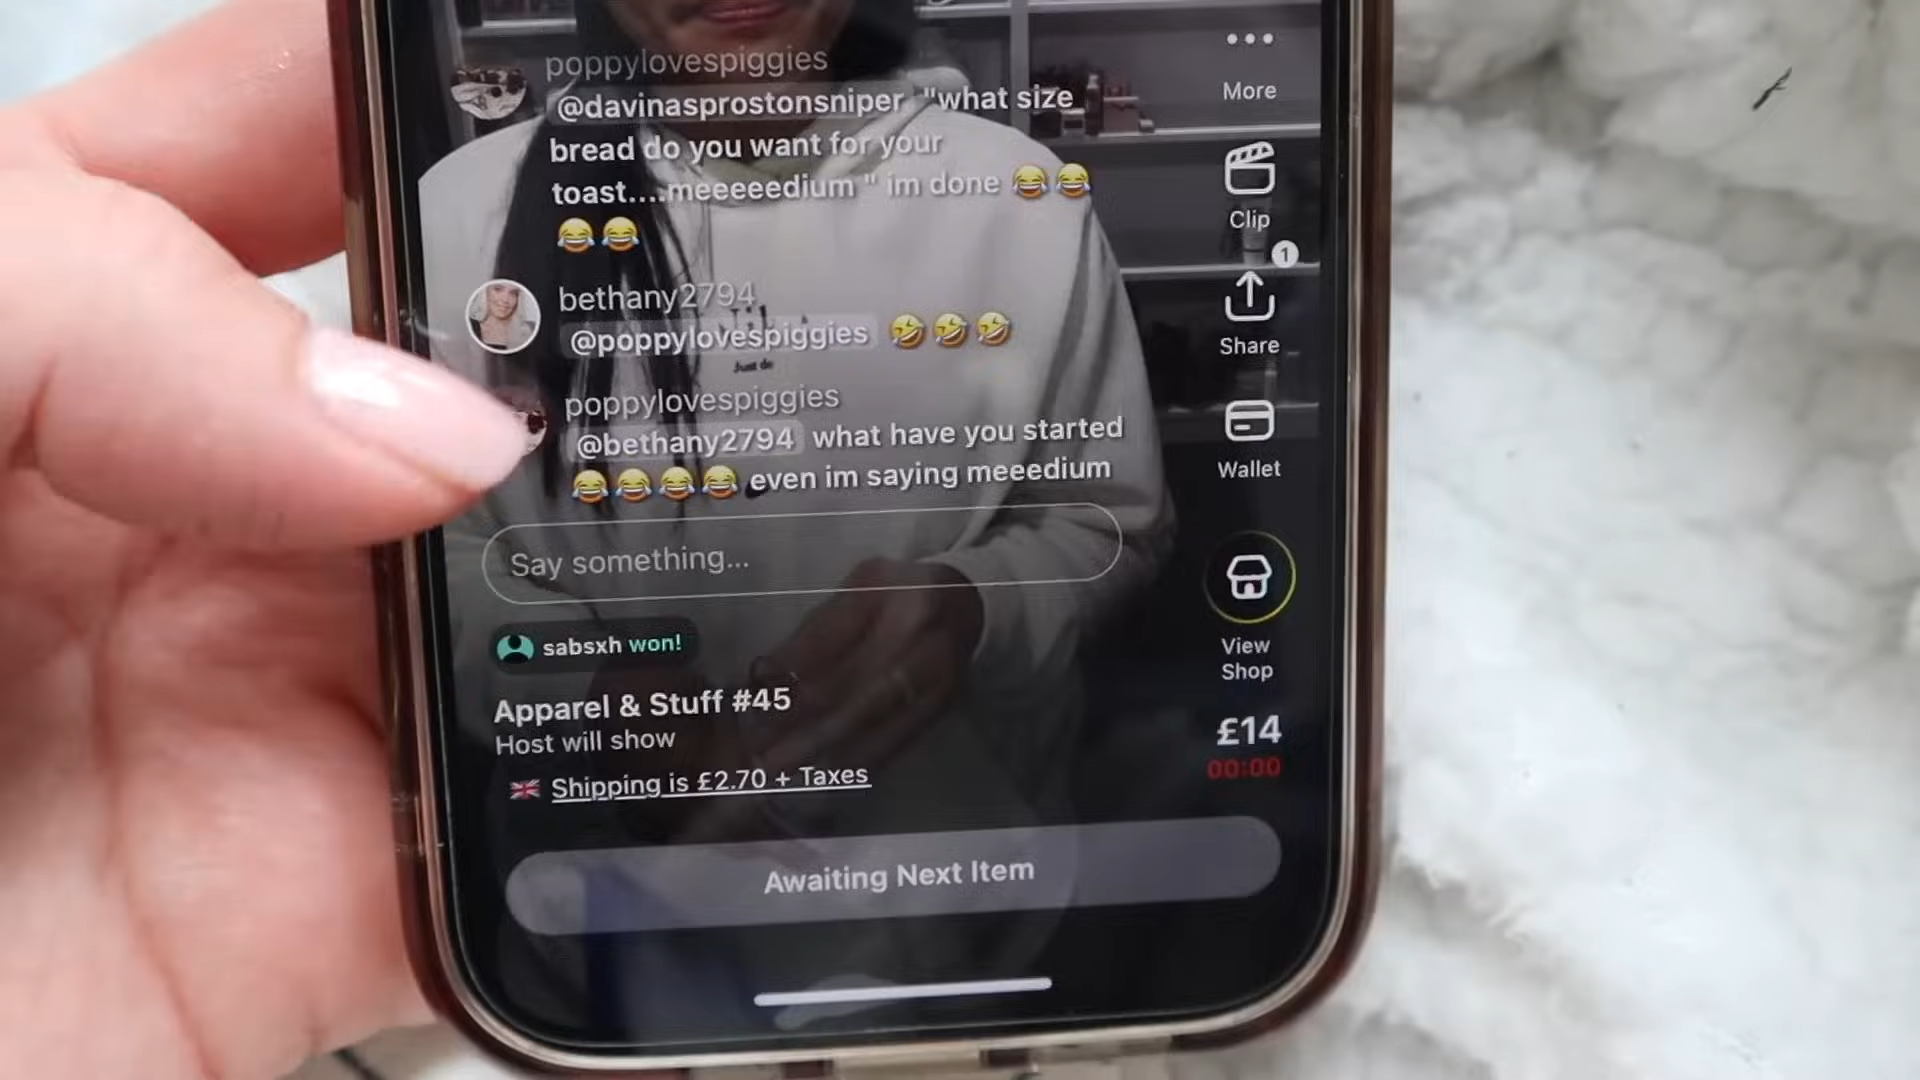 poppylovespiggies
@davinasprostonsniper "what size
bread do you want for your
toast....meeeeedium " im done 😂😂
😂😂
bethany2794
@poppylovespiggies 🤣🤣🤣
Just do
poppylovespiggies
@bethany2794 what have you started
😂😂😂😂 even im saying meeedium
Say something...
sabsxh won!
Apparel & Stuff #45
Host will show
🇬🇧 Shipping is £2.70 + Taxes
Awaiting Next Item
More
Clip
1
Share
Wallet
View
Shop
£14
00:00